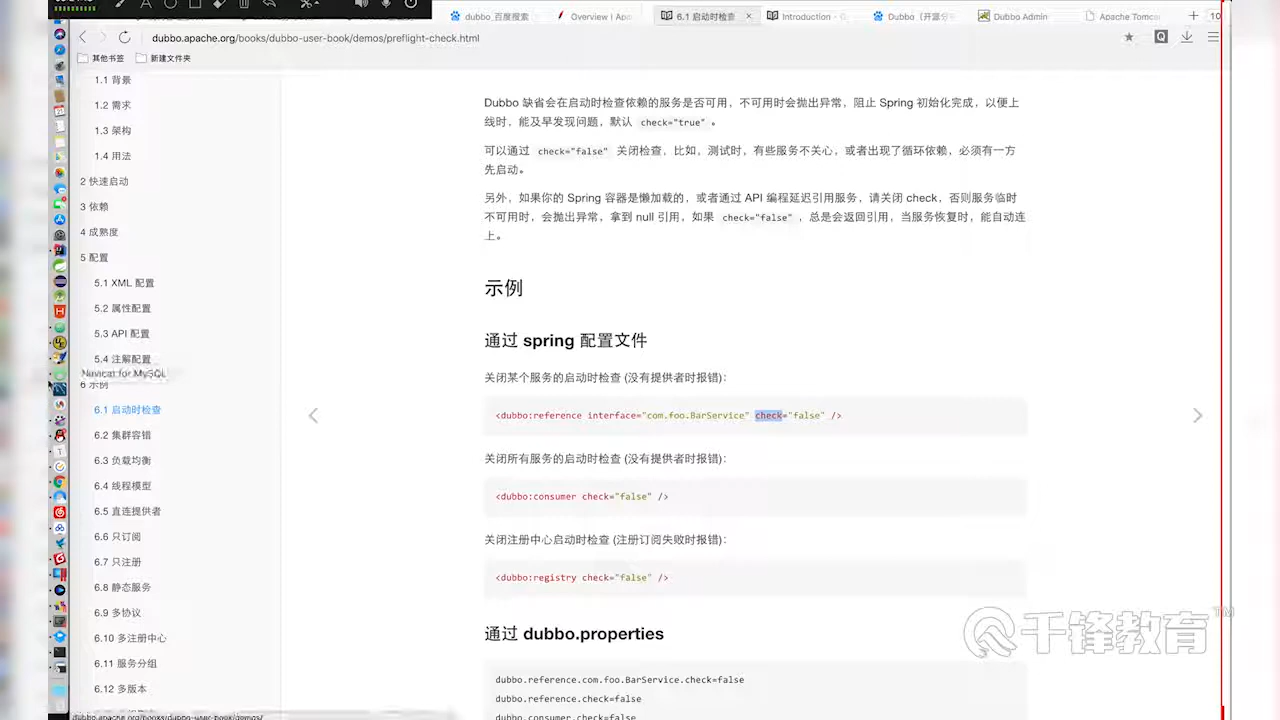 dubbo_百度搜索
Overview | Apa
6.1 启动时检查
Introduction - G
Dubbo（开源分
Dubbo Admin
Apache Tomcat
10
dubbo.apache.org/books/dubbo-user-book/demos/preflight-check.html
其他书签
新建文件夹
1.1 背景
1.2 需求
1.3 架构
1.4 用法
2 快速启动
3 依赖
4 成熟度
5 配置
5.1 XML 配置
5.2 属性配置
5.3 API 配置
5.4 注解配置
Navicat for MySQL
6 示例
6.1 启动时检查
6.2 集群容错
6.3 负载均衡
6.4 线程模型
6.5 直连提供者
6.6 只订阅
6.7 只注册
6.8 静态服务
6.9 多协议
6.10 多注册中心
6.11 服务分组
6.12 多版本
dubbo.apache.org/books/dubbo-user-book/demos/
Dubbo 缺省会在启动时检查依赖的服务是否可用，不可用时会抛出异常，阻止 Spring 初始化完成，以便上
线时，能及早发现问题，默认 check="true" 。
可以通过 check="false" 关闭检查，比如，测试时，有些服务不关心，或者出现了循环依赖，必须有一方
先启动。
另外，如果你的 Spring 容器是懒加载的，或者通过 API 编程延迟引用服务，请关闭 check，否则服务临时
不可用时，会抛出异常，拿到 null 引用，如果 check="false" ，总是会返回引用，当服务恢复时，能自动连
上。
示例
通过 spring 配置文件
关闭某个服务的启动时检查 (没有提供者时报错)：
<dubbo:reference interface="com.foo.BarService" check="false" />
关闭所有服务的启动时检查 (没有提供者时报错)：
<dubbo:consumer check="false" />
关闭注册中心启动时检查 (注册订阅失败时报错)：
<dubbo:registry check="false" />
通过 dubbo.properties
dubbo.reference.com.foo.BarService.check=false
dubbo.reference.check=false
dubbo.consumer.check=false
千锋教育™